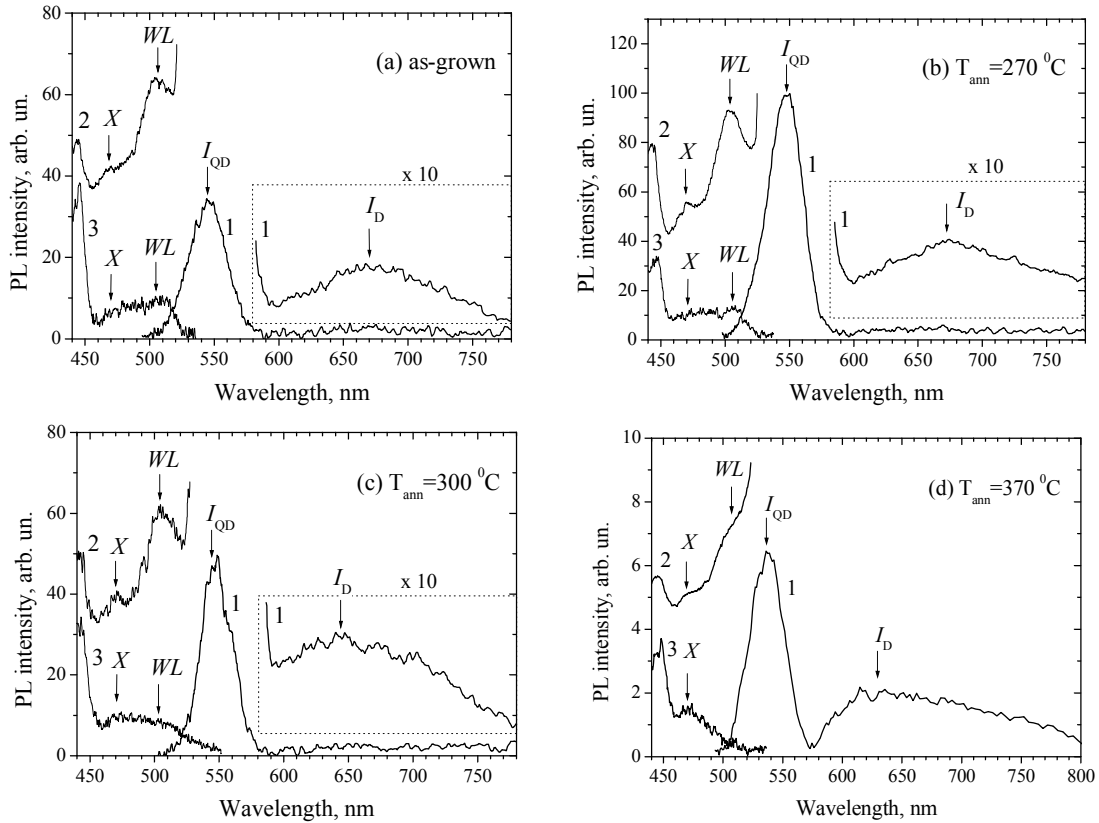 (a) as-grown
PL intensity, arb. un.
80
60
40
20
0
WL
2
X
3
X
WL
I_QD
1
x 10
1
I_D
450 500 550 600 650 700 750
Wavelength, nm
(b) T_ann=270 ⁰C
PL intensity, arb. un.
120
100
80
60
40
20
0
WL
I_QD
2
X
3
X
WL
1
x 10
1
I_D
450 500 550 600 650 700 750
Wavelength, nm
(c) T_ann=300 ⁰C
PL intensity, arb. un.
80
60
40
20
0
WL
I_QD
2
X
3
X
WL
1
x 10
1
I_D
450 500 550 600 650 700 750
Wavelength, nm
(d) T_ann=370 ⁰C
PL intensity, arb. un.
10
8
6
4
2
0
WL
I_QD
2
X
1
3
X
I_D
450 500 550 600 650 700 750 800
Wavelength, nm